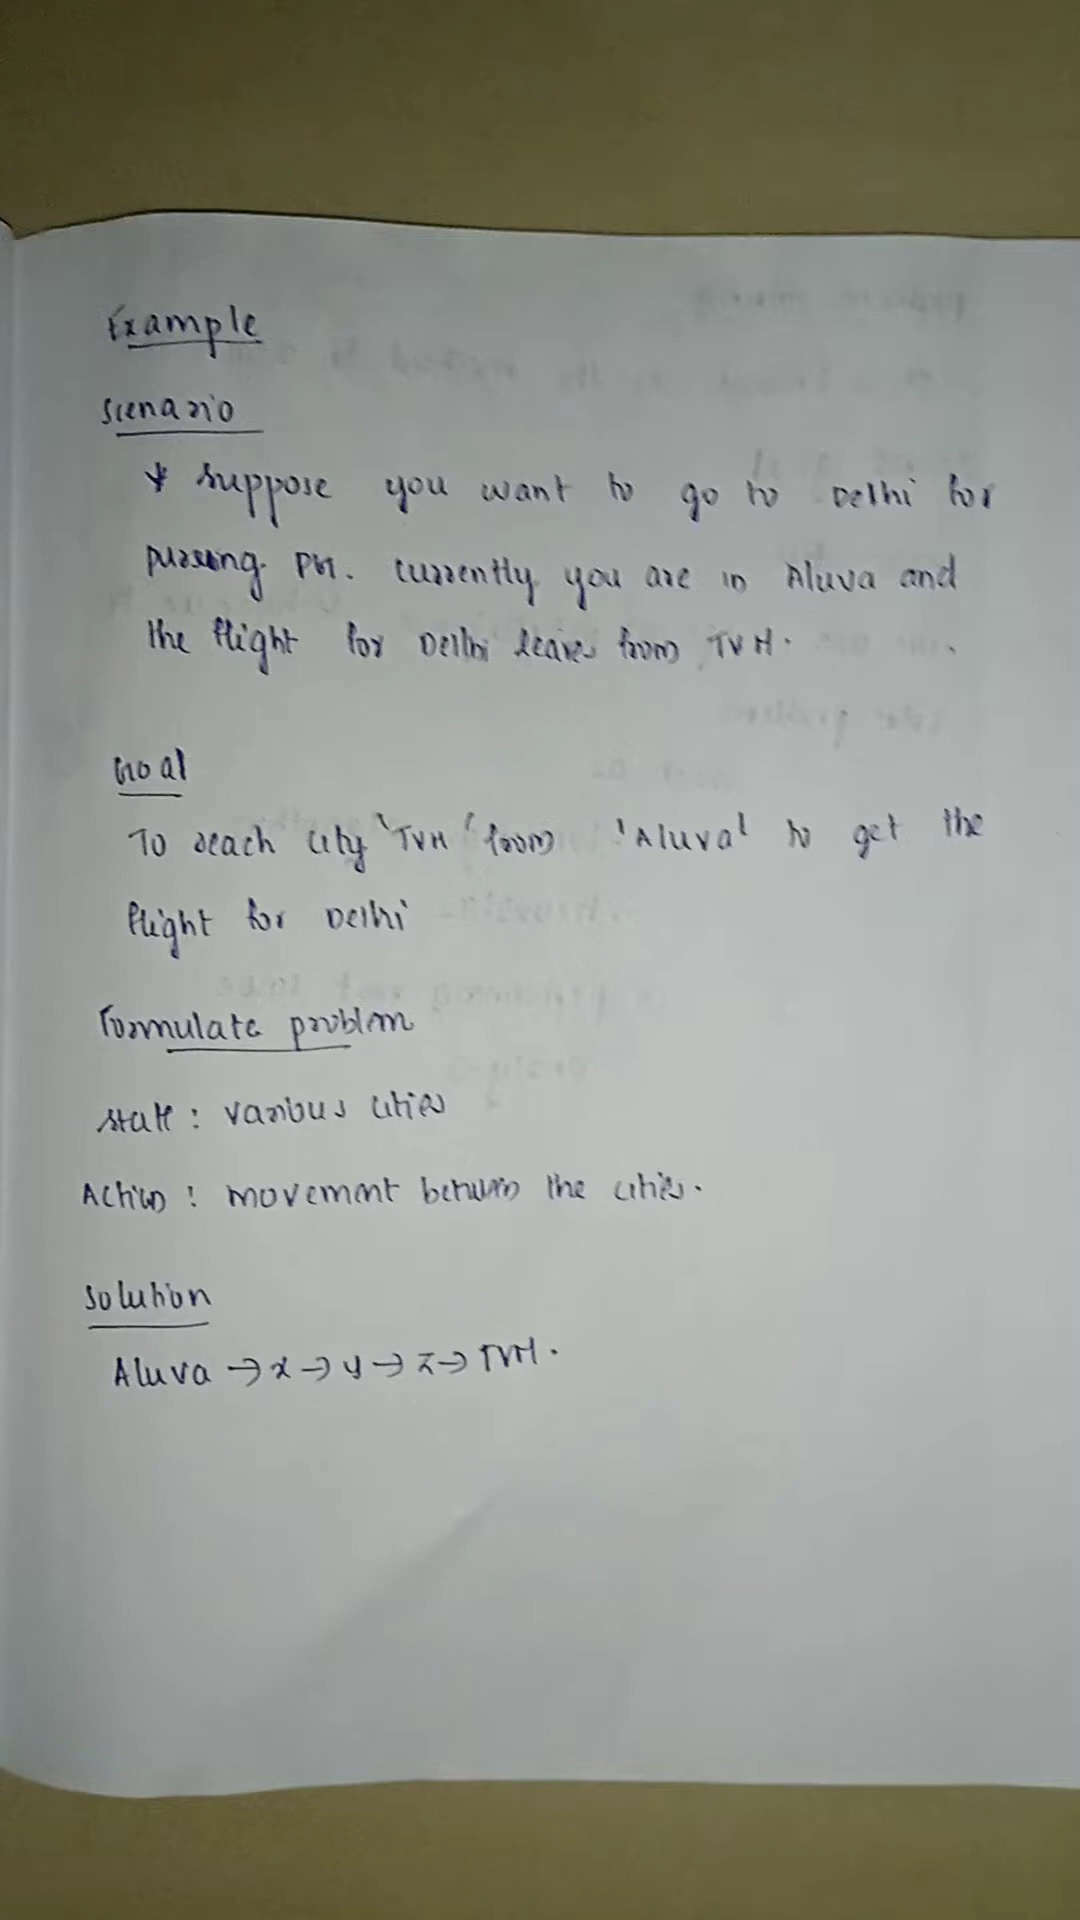 Example
Scenario
* Suppose you want to go to Delhi for
pursuing. currently you are in Aluva and
the flight for Delhi leaves from TVM.
Goal
To reach city 'TVM' from 'Aluva' to get the
flight for Delhi
Formulate problem
state : various cities
Action : movement between the cities.
Solution
Aluva → x → y → z → TVM.